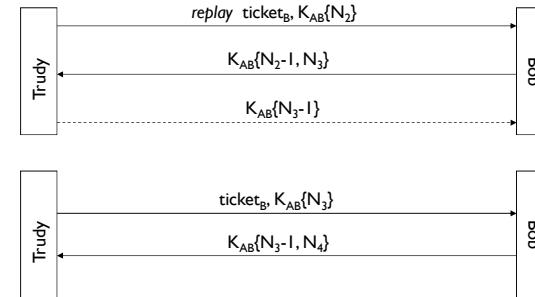 replay ticketB, KAB{N2}
KAB{N2-1, N3}
KAB{N3-1}
Trudy
Bob
ticketB, KAB{N3}
KAB{N3-1, N4}
Trudy
Bob